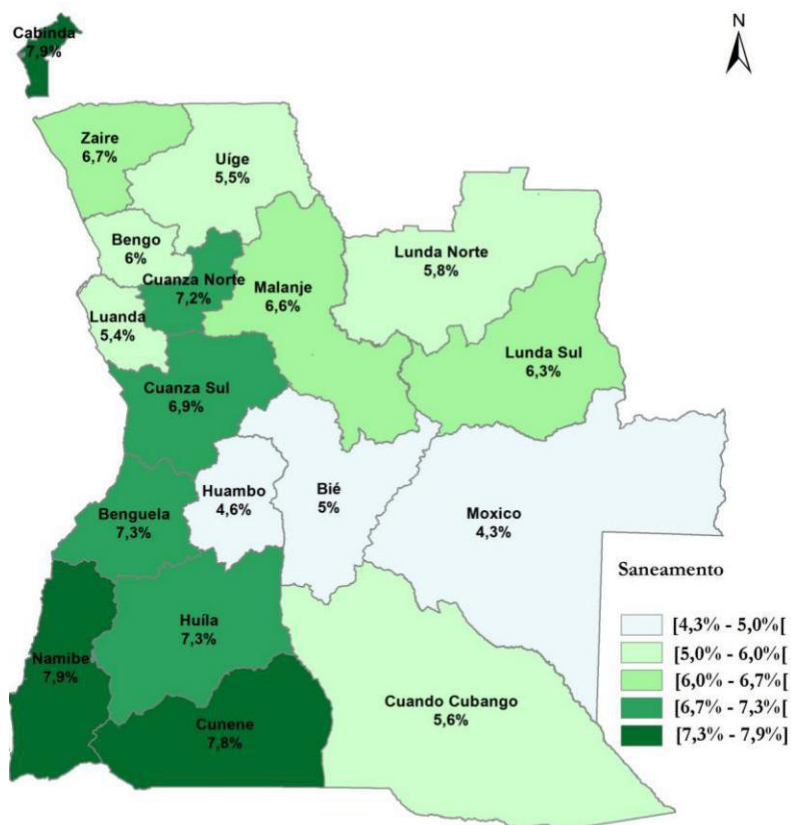 N
Cabinda
7,9%
Zaire
6,7%
Uíge
5,5%
Bengo
6%
Cuanza Norte
7,2%
Malanje
6,6%
Lunda Norte
5,8%
Luanda
5,4%
Lunda Sul
6,3%
Cuanza Sul
6,9%
Huambo
4,6%
Bié
5%
Moxico
4,3%
Benguela
7,3%
Huíla
7,3%
Namibe
7,9%
Cunene
7,8%
Cuando Cubango
5,6%
Saneamento
[4,3% - 5,0%[
[5,0% - 6,0%[
[6,0% - 6,7%[
[6,7% - 7,3%[
[7,3% - 7,9%]